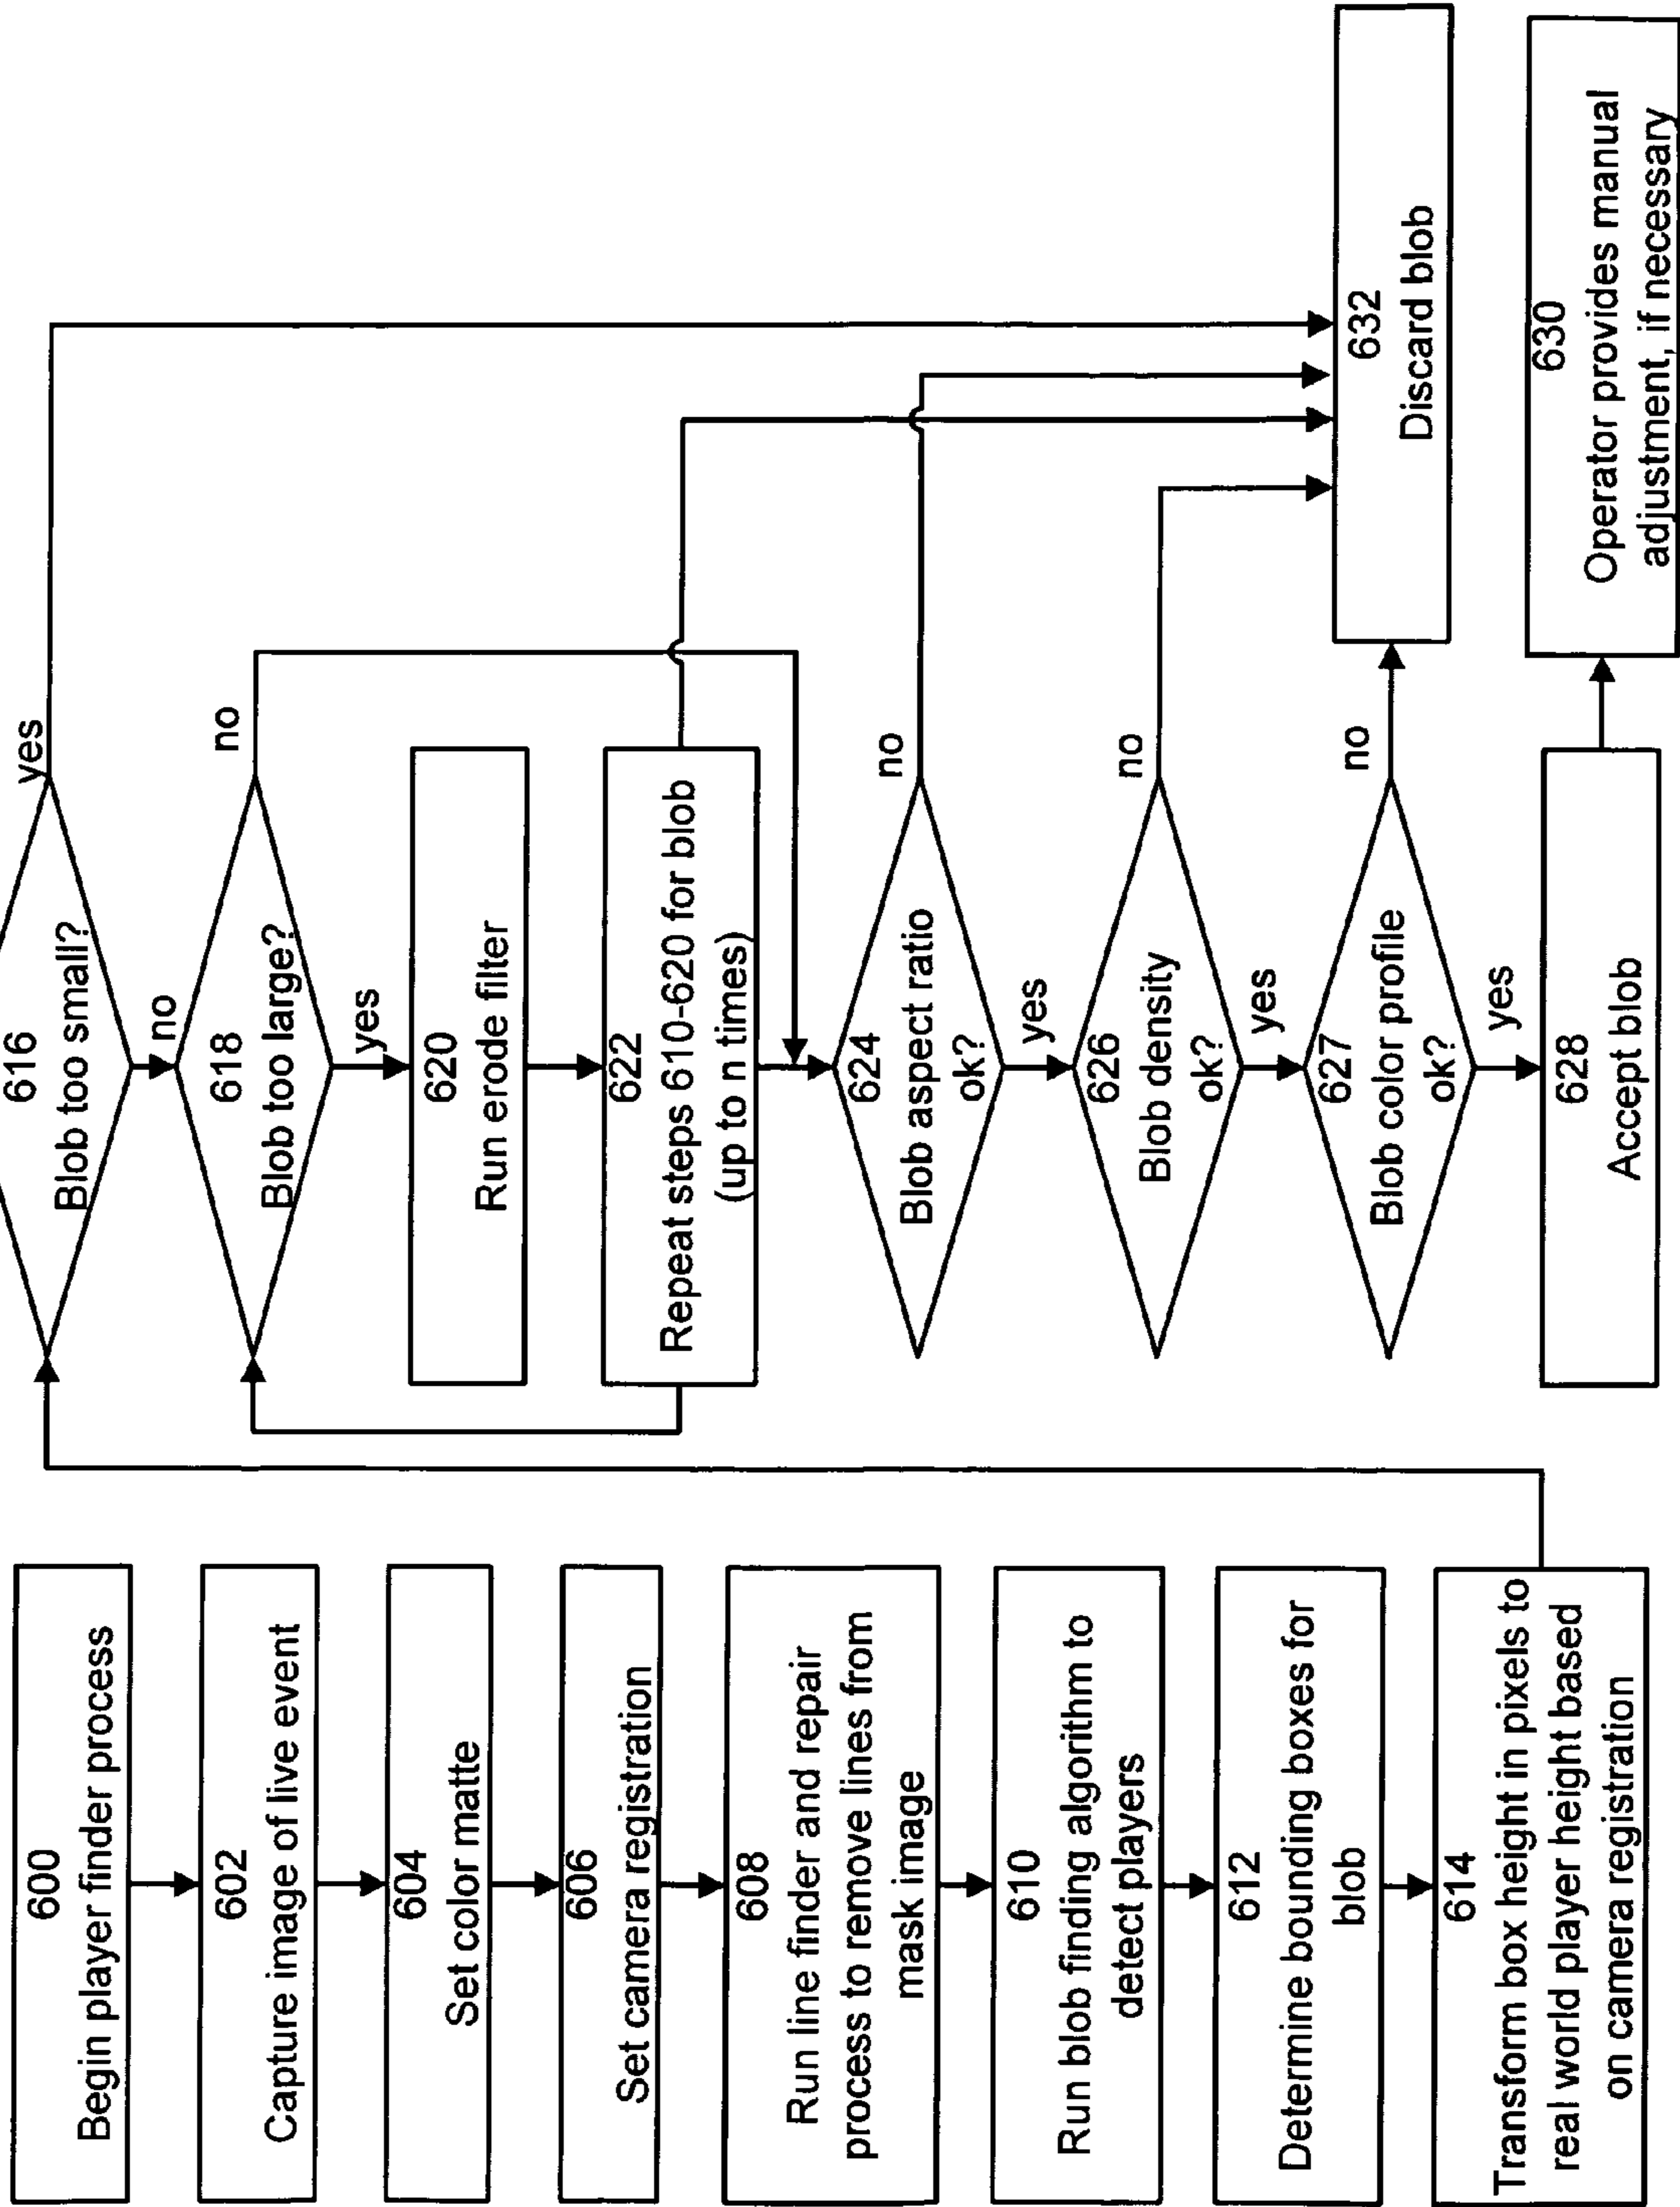 600
Begin player finder process
602
Capture image of live event
604
Set color matte
606
Set camera registration
608
Run line finder and repair
process to remove lines from
mask image
610
Run blob finding algorithm to
detect players
612
Determine bounding boxes for
blob
614
Transform box height in pixels to
real world player height based
on camera registration
616
Blob too small?
yes
no
618
Blob too large?
no
yes
620
Run erode filter
622
Repeat steps 610-620 for blob
(up to n times)
624
Blob aspect ratio
ok?
no
yes
626
Blob density
ok?
no
yes
627
Blob color profile
ok?
no
yes
628
Accept blob
632
Discard blob
630
Operator provides manual
adjustment, if necessary